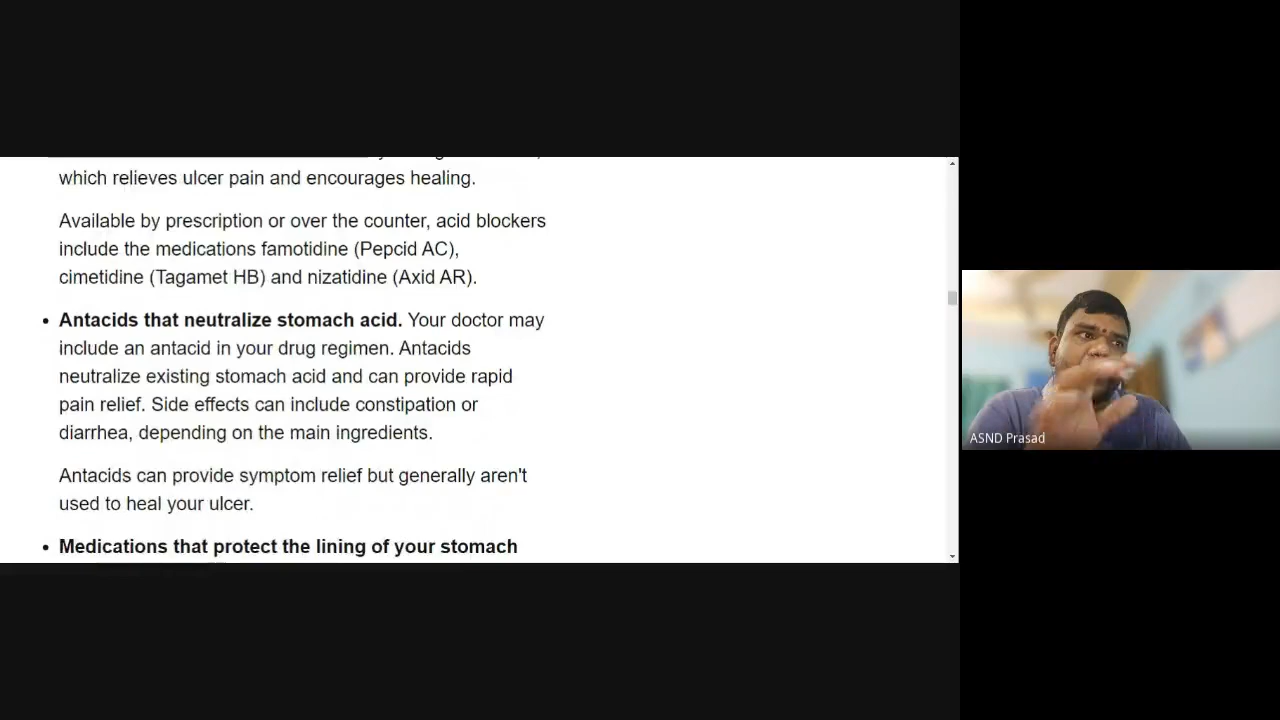 which relieves ulcer pain and encourages healing.
Available by prescription or over the counter, acid blockers
include the medications famotidine (Pepcid AC),
cimetidine (Tagamet HB) and nizatidine (Axid AR).
• Antacids that neutralize stomach acid. Your doctor may
include an antacid in your drug regimen. Antacids
neutralize existing stomach acid and can provide rapid
pain relief. Side effects can include constipation or
diarrhea, depending on the main ingredients.
Antacids can provide symptom relief but generally aren't
used to heal your ulcer.
• Medications that protect the lining of your stomach
ASND Prasad